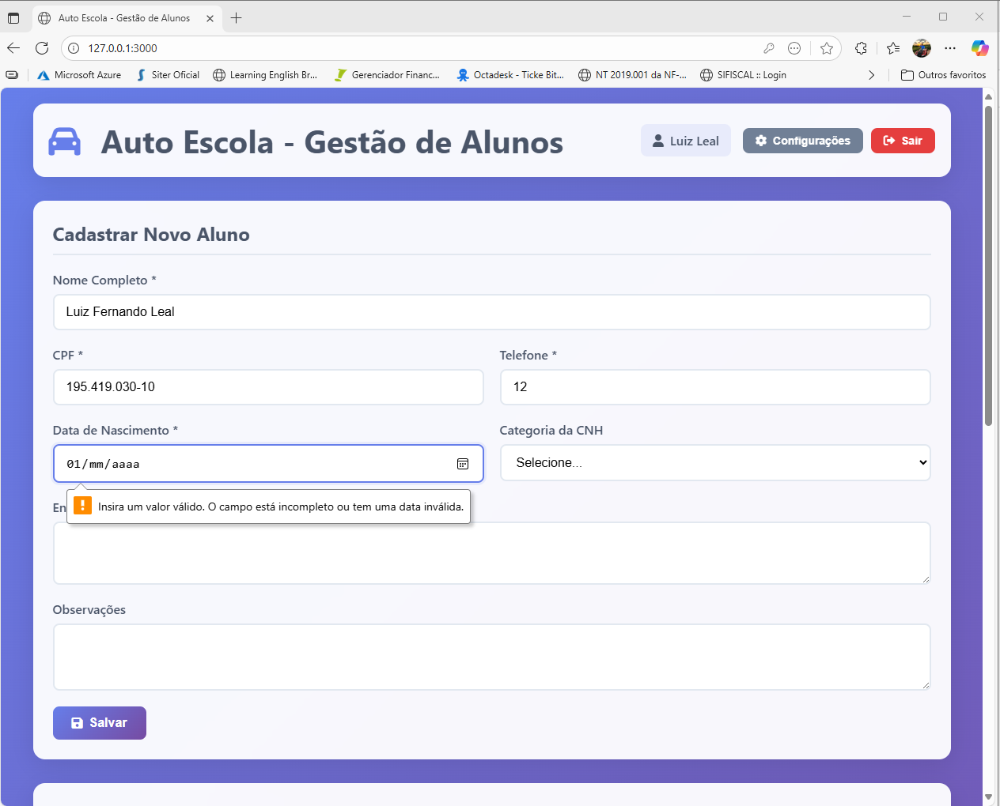 Auto Escola - Gestão de Alunos
127.0.0.1:3000
Microsoft Azure
Siter Oficial
Learning English Br...
Gerenciador Financ...
Octadesk - Ticke Bit...
NT 2019.001 da NF-...
SIFISCAL :: Login
Outros favoritos
Auto Escola - Gestão de Alunos
Luiz Leal
Configurações
Sair
Cadastrar Novo Aluno
Nome Completo *
Luiz Fernando Leal
CPF *
Telefone *
195.419.030-10
12
Data de Nascimento *
Categoria da CNH
01/mm/aaaa
Selecione...
En
Insira um valor válido. O campo está incompleto ou tem uma data inválida.
Observações
Salvar